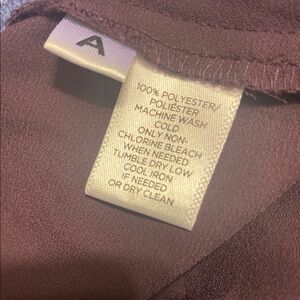 A
100% POLYESTER/
POLIÉSTER
MACHINE WASH
COLD
ONLY NON-
CHLORINE BLEACH
WHEN NEEDED
TUMBLE DRY LOW
COOL IRON
IF NEEDED
OR DRY CLEAN